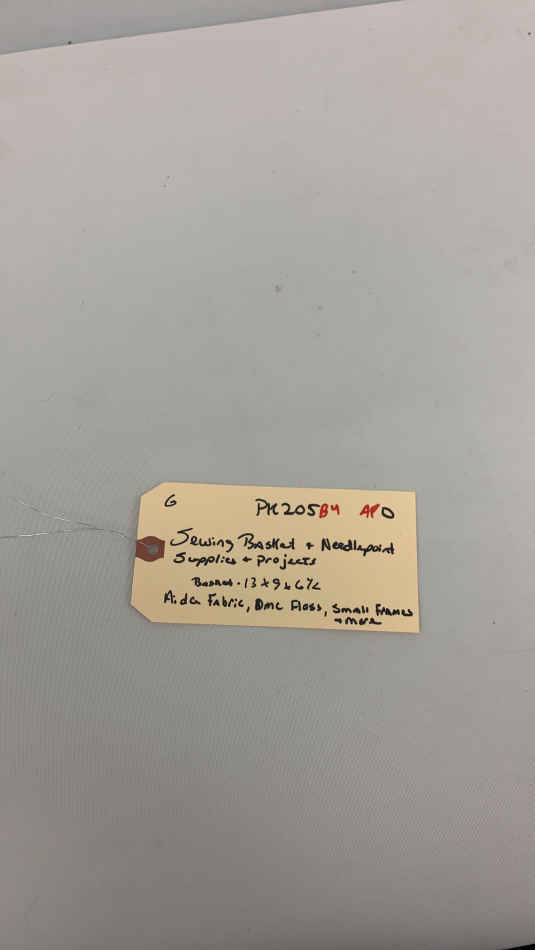 G PK205B4 AP O
Sewing Basket + Needlepoint
Supplies + Projects
Basket - 13 x 9 x 6 1/2
Aida Fabric, DMC Floss, Small Frames
+ more